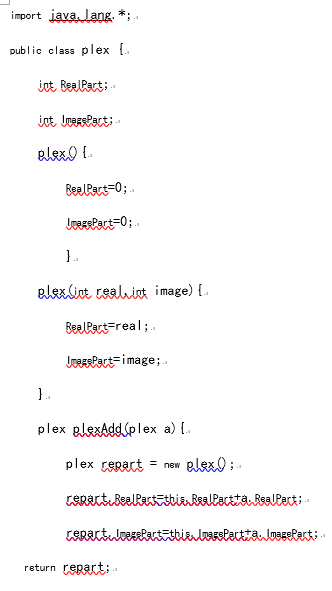 import java.lang.*;
public class plex {
int RealPart;
int ImagePart;
plex(){
RealPart=0;
ImagePart=0;
}
plex(int real,int image){
RealPart=real;
ImagePart=image;
}
plex plexAdd(plex a){
plex repart = new plex();
repart.RealPart=this.RealPart+a.RealPart;
repart.ImagePart=this.ImagePart+a.ImagePart;
return repart;